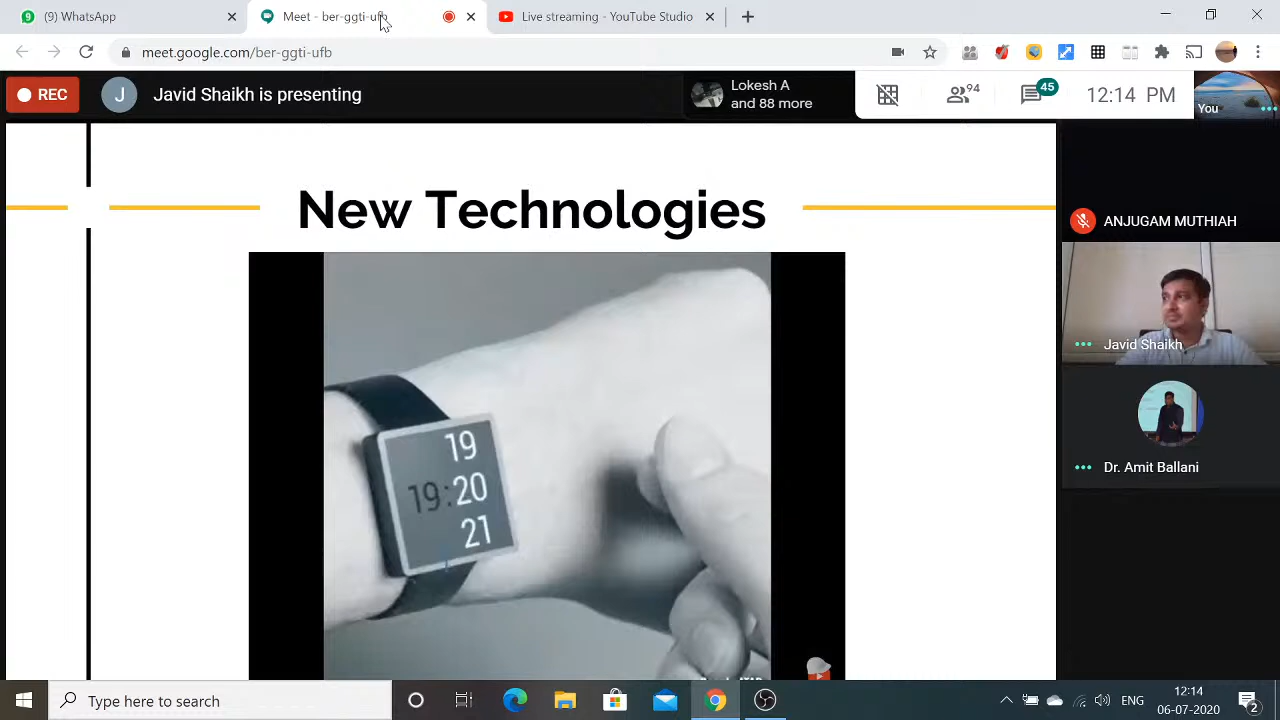 9
(9) WhatsApp
Meet - ber-ggti-ufb
Live streaming - YouTube Studio
meet.google.com/ber-ggti-ufb
REC
J
Javid Shaikh is presenting
Lokesh A
and 88 more
94
45
12:14 PM
You
New Technologies
19
19:20
21
ANJUGAM MUTHIAH
Javid Shaikh
Dr. Amit Ballani
Type here to search
ENG
12:14
06-07-2020
2